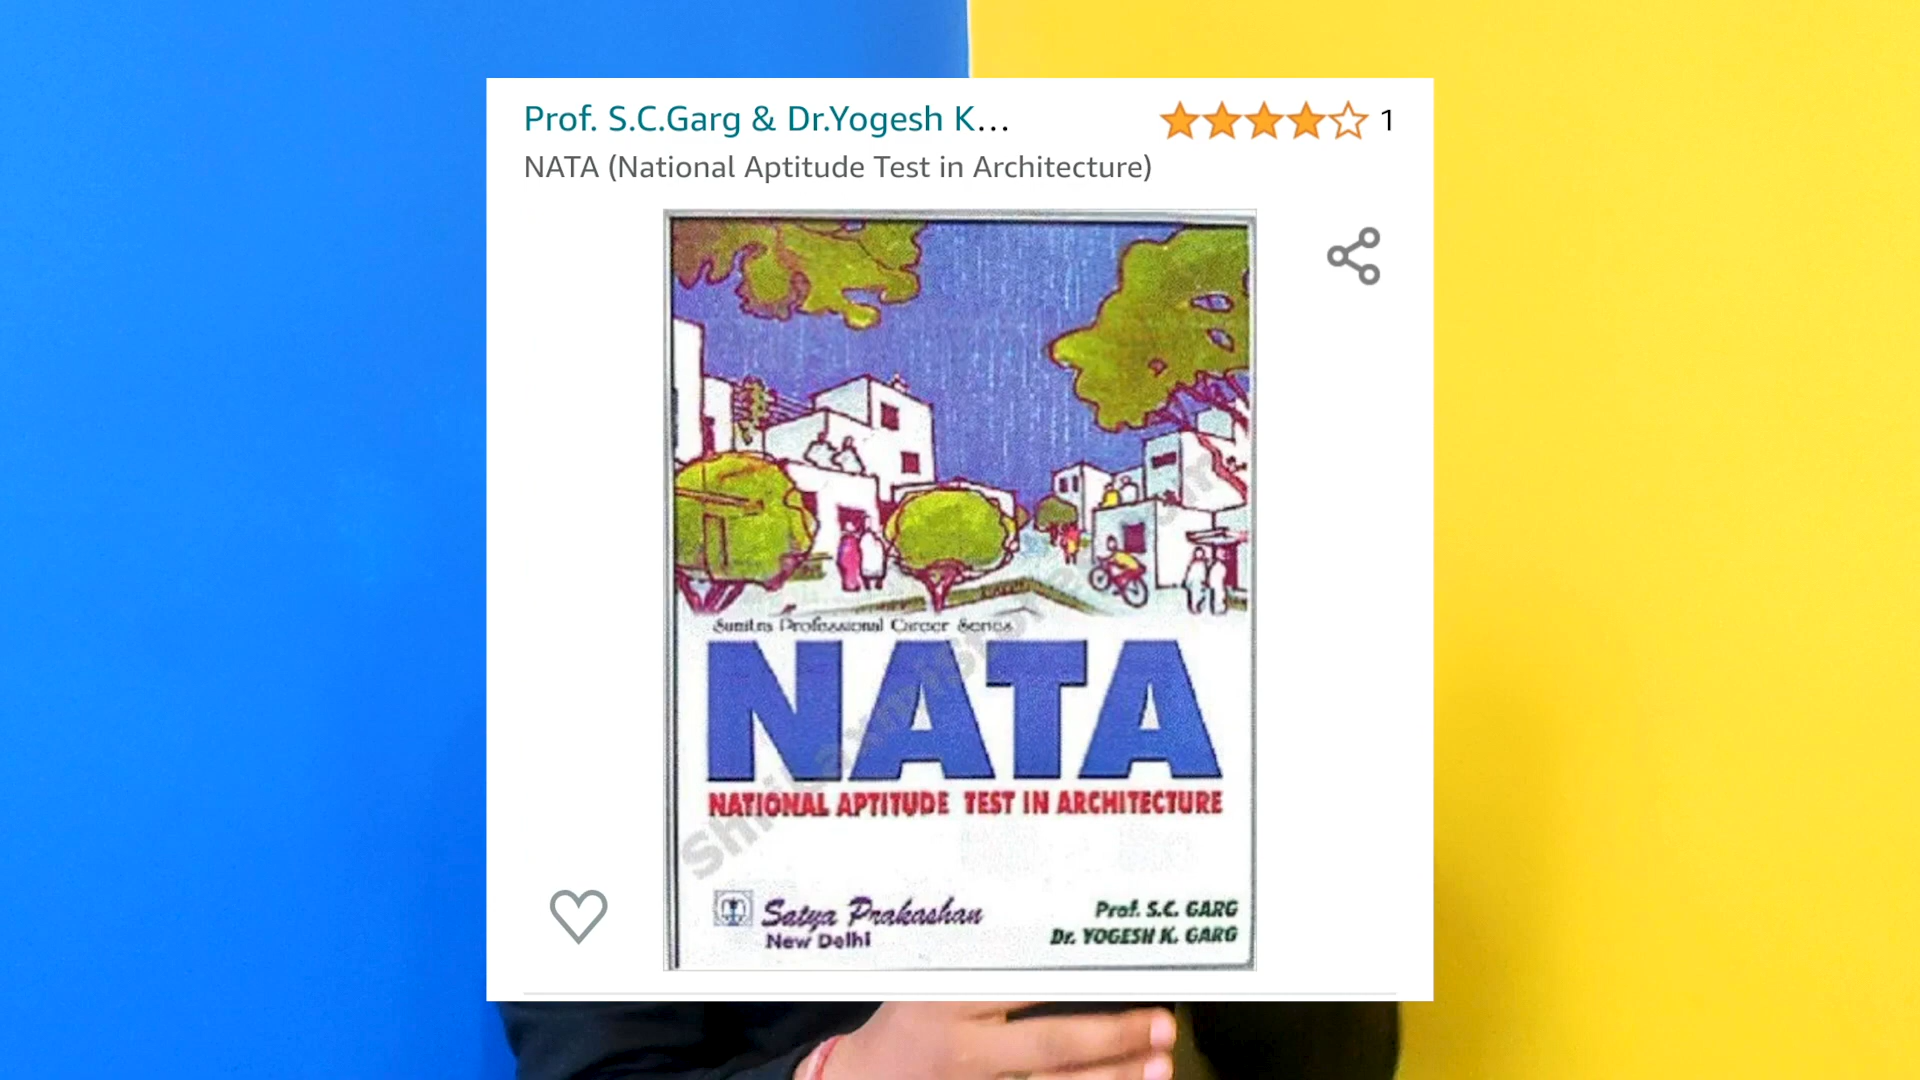 Prof. S.C.Garg & Dr.Yogesh K...
1
NATA (National Aptitude Test in Architecture)
Professional Career Series
NATA
NATIONAL APTITUDE TEST IN ARCHITECTURE
Satya Prakashan
New Delhi
Prof. S.C. GARG
Dr. YOGESH K. GARG